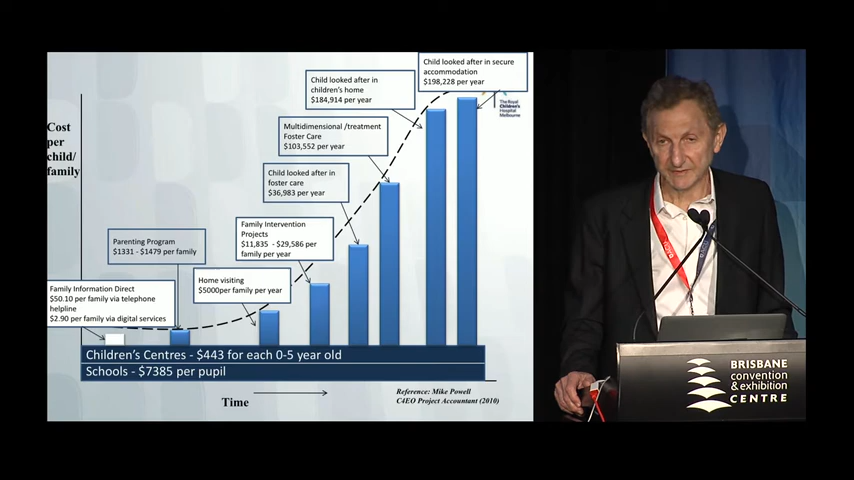 Child looked after in secure
accommodation
$198,228 per year
Child looked after in
children's home
$184,914 per year
The Royal
Children's
Hospital
Melbourne
Cost
per
child/
family
Multidimensional /treatment
Foster Care
$103,552 per year
Child looked after in
foster care
$36,983 per year
Family Intervention
Projects
$11,835 - $29,586 per
family per year
Parenting Program
$1331 - $1479 per family
Home visiting
$5000per family per year
Family Information Direct
$50.10 per family via telephone
helpline
$2.90 per family via digital services
Children's Centres - $443 for each 0-5 year old
Schools - $7385 per pupil
Time
Reference: Mike Powell
C4EO Project Accountant (2010)
BRISBANE
convention
& exhibition
CENTRE